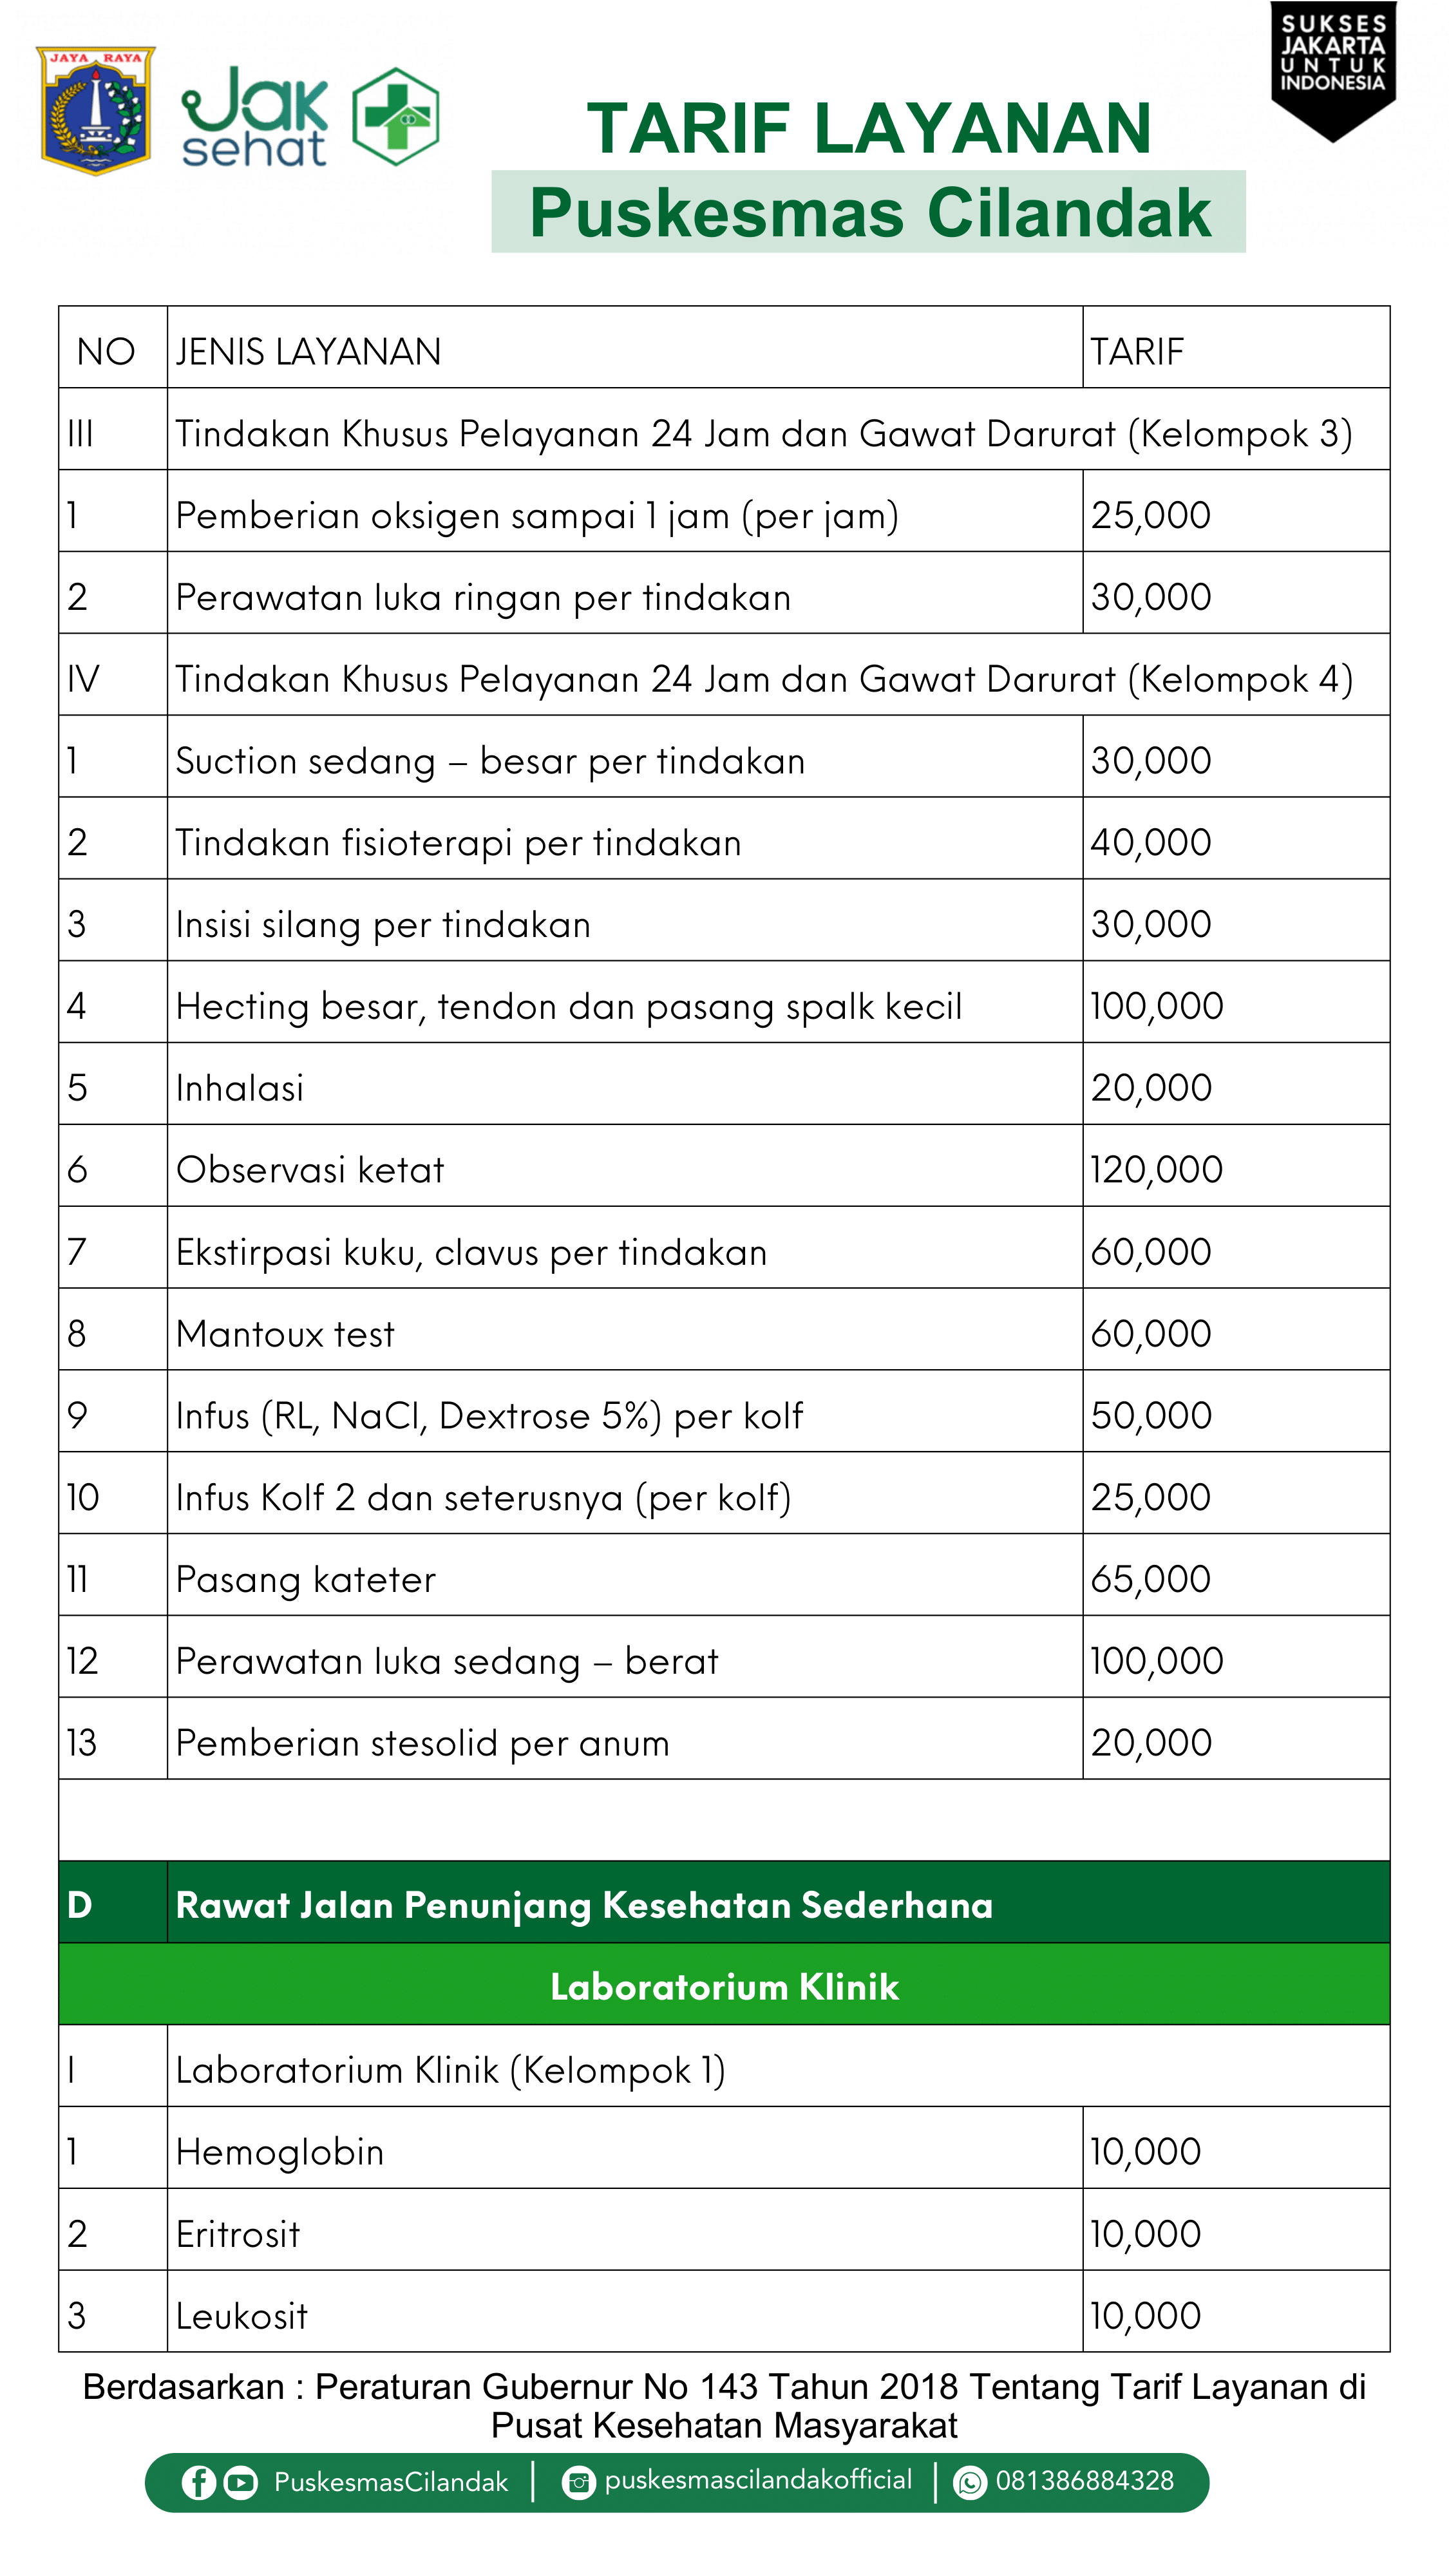 JAYA RAYA
Jak
sehat
SUKSES
JAKARTA
UNTUK
INDONESIA
TARIF LAYANAN
Puskesmas Cilandak
NO JENIS LAYANAN TARIF
III Tindakan Khusus Pelayanan 24 Jam dan Gawat Darurat (Kelompok 3)
1 Pemberian oksigen sampai 1 jam (per jam) 25,000
2 Perawatan luka ringan per tindakan 30,000
IV Tindakan Khusus Pelayanan 24 Jam dan Gawat Darurat (Kelompok 4)
1 Suction sedang – besar per tindakan 30,000
2 Tindakan fisioterapi per tindakan 40,000
3 Insisi silang per tindakan 30,000
4 Hecting besar, tendon dan pasang spalk kecil 100,000
5 Inhalasi 20,000
6 Observasi ketat 120,000
7 Ekstirpasi kuku, clavus per tindakan 60,000
8 Mantoux test 60,000
9 Infus (RL, NaCl, Dextrose 5%) per kolf 50,000
10 Infus Kolf 2 dan seterusnya (per kolf) 25,000
11 Pasang kateter 65,000
12 Perawatan luka sedang – berat 100,000
13 Pemberian stesolid per anum 20,000
D Rawat Jalan Penunjang Kesehatan Sederhana
Laboratorium Klinik
I Laboratorium Klinik (Kelompok 1)
1 Hemoglobin 10,000
2 Eritrosit 10,000
3 Leukosit 10,000
Berdasarkan : Peraturan Gubernur No 143 Tahun 2018 Tentang Tarif Layanan di
Pusat Kesehatan Masyarakat
PuskesmasCilandak | puskesmascilandakofficial | 081386884328